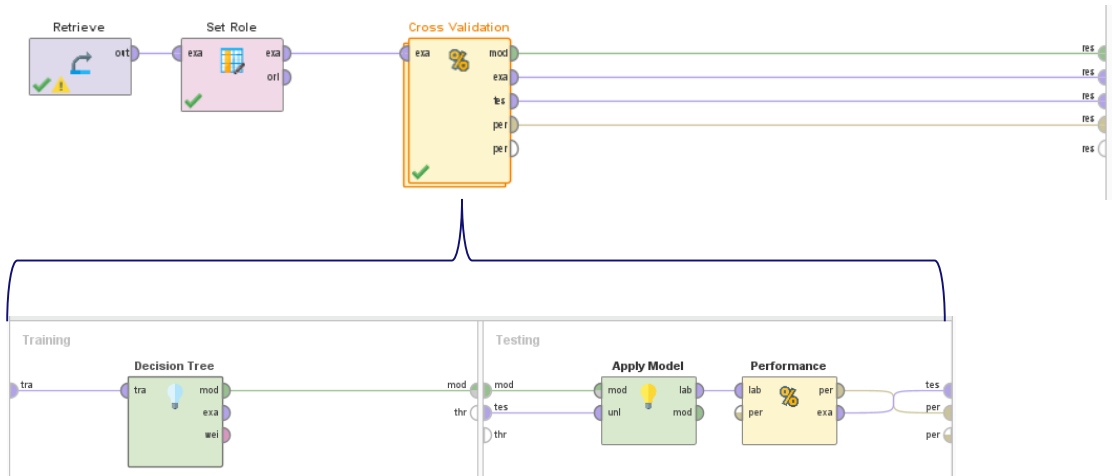 Retrieve
Set Role
Cross Validation
out
exa
exa
ori
exa
mod
exa
tes
per
per
res
res
res
res
res
Training
Testing
Decision Tree
Apply Model
Performance
tra
tra
mod
exa
wei
mod
thr
mod
tes
thr
mod
unl
lab
mod
lab
per
per
exa
tes
per
per